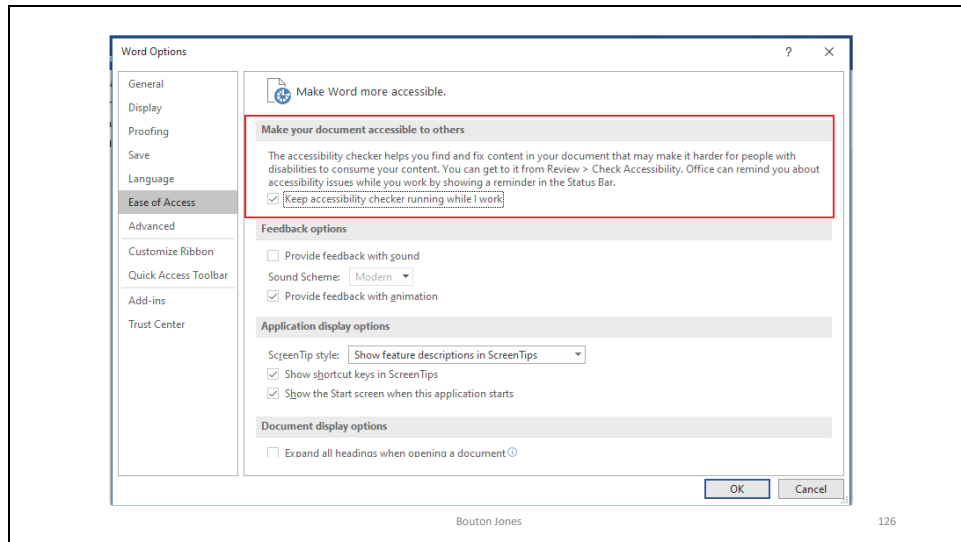 Word Options
? ×
General
Display
Proofing
Save
Language
Ease of Access
Advanced
Customize Ribbon
Quick Access Toolbar
Add-ins
Trust Center
Make Word more accessible.
Make your document accessible to others
The accessibility checker helps you find and fix content in your document that may make it harder for people with
disabilities to consume your content. You can get to it from Review > Check Accessibility. Office can remind you about
accessibility issues while you work by showing a reminder in the Status Bar.
Keep accessibility checker running while I work
Feedback options
Provide feedback with sound
Sound Scheme: Modern
Provide feedback with animation
Application display options
ScreenTip style: Show feature descriptions in ScreenTips
Show shortcut keys in ScreenTips
Show the Start screen when this application starts
Document display options
Expand all headings when opening a document
OK Cancel
Bouton Jones 126